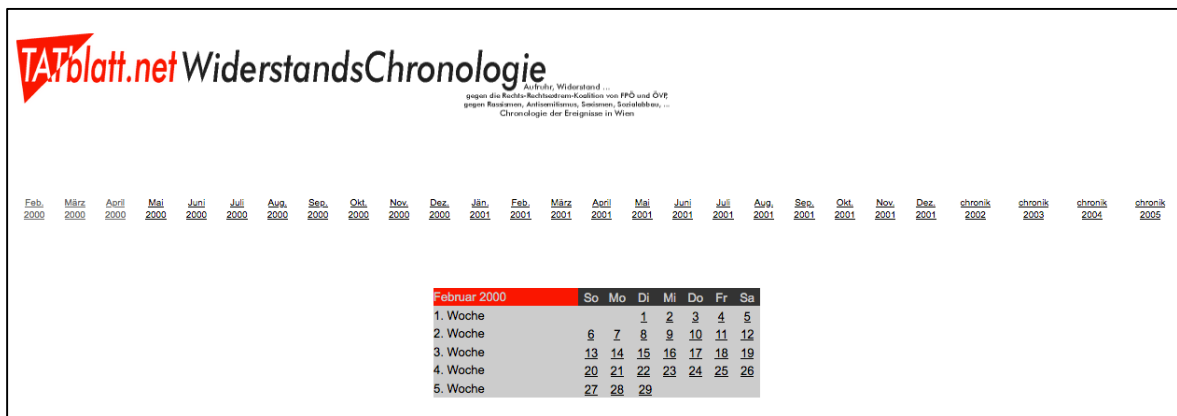 TATblatt.net WiderstandsChronologie
Aufruhr, Widerstand ...
gegen die Rechts-Rechtsextrem-Koalition von FPÖ und ÖVP,
gegen Rassismen, Antisemitismus, Sexismen, Sozialabbau, ...
Chronologie der Ereignisse in Wien
Feb. März April Mai Juni Juli Aug. Sep. Okt. Nov. Dez. Jän. Feb. März April Mai Juni Juli Aug. Sep. Okt. Nov. Dez. chronik chronik chronik chronik
2000 2000 2000 2000 2000 2000 2000 2000 2000 2000 2000 2001 2001 2001 2001 2001 2001 2001 2001 2001 2001 2001 2001 2002 2003 2004 2005
Februar 2000 So Mo Di Mi Do Fr Sa
1. Woche 1 2 3 4 5
2. Woche 6 7 8 9 10 11 12
3. Woche 13 14 15 16 17 18 19
4. Woche 20 21 22 23 24 25 26
5. Woche 27 28 29